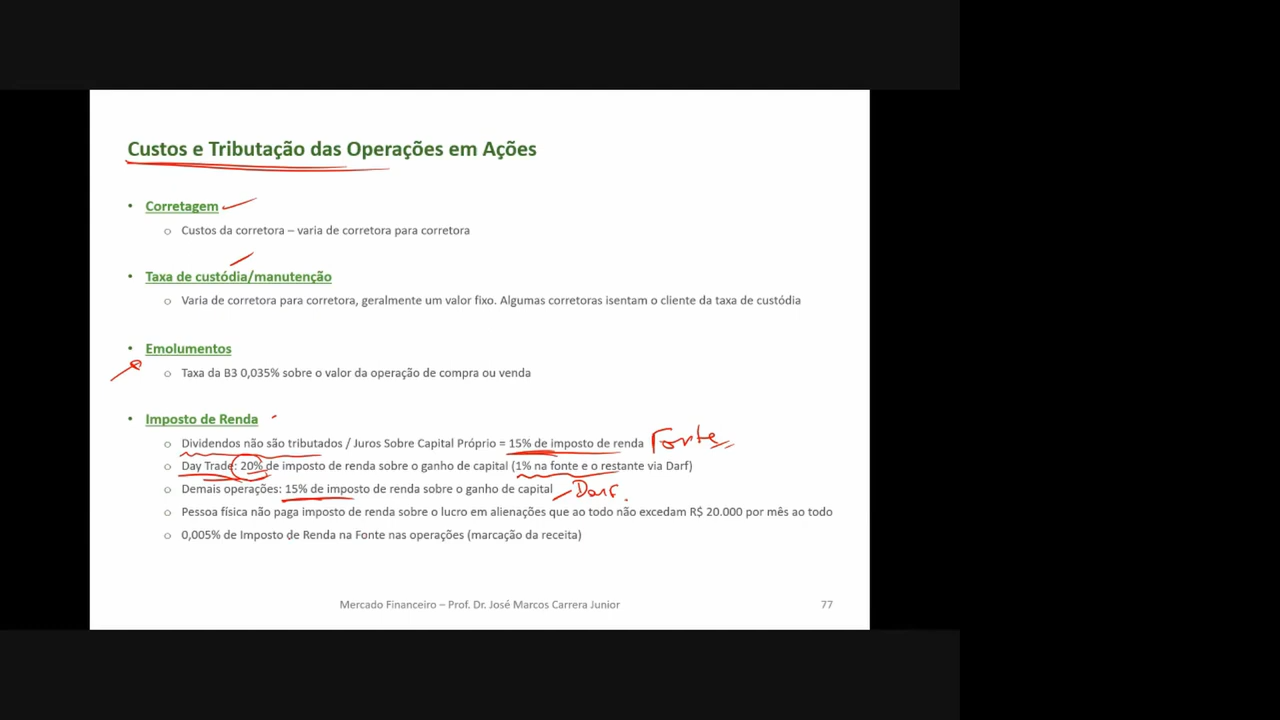 Custos e Tributação das Operações em Ações
• Corretagem
o Custos da corretora – varia de corretora para corretora
• Taxa de custódia/manutenção
o Varia de corretora para corretora, geralmente um valor fixo. Algumas corretoras isentam o cliente da taxa de custódia
• Emolumentos
o Taxa da B3 0,035% sobre o valor da operação de compra ou venda
• Imposto de Renda
o Dividendos não são tributados / Juros Sobre Capital Próprio = 15% de imposto de renda Fonte
o Day Trade: 20% de imposto de renda sobre o ganho de capital (1% na fonte e o restante via Darf)
o Demais operações: 15% de imposto de renda sobre o ganho de capital Darf.
o Pessoa física não paga imposto de renda sobre o lucro em alienações que ao todo não excedam R$ 20.000 por mês ao todo
o 0,005% de Imposto de Renda na Fonte nas operações (marcação da receita)
Mercado Financeiro – Prof. Dr. José Marcos Carrera Junior 77